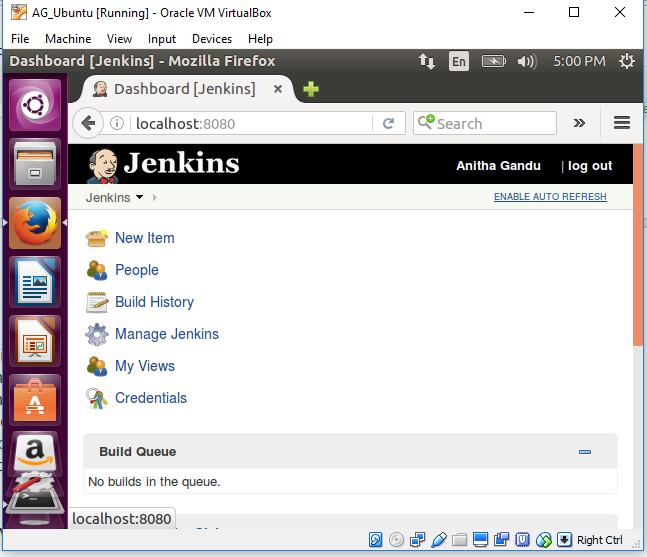 AG_Ubuntu [Running] - Oracle VM VirtualBox
File Machine View Input Devices Help
Dashboard [Jenkins] - Mozilla Firefox En 5:00 PM
Dashboard [Jenkins]
localhost:8080 Search
Jenkins Anitha Gandu | log out
Jenkins ENABLE AUTO REFRESH
New Item
People
Build History
Manage Jenkins
My Views
Credentials
Build Queue
No builds in the queue.
localhost:8080
Right Ctrl